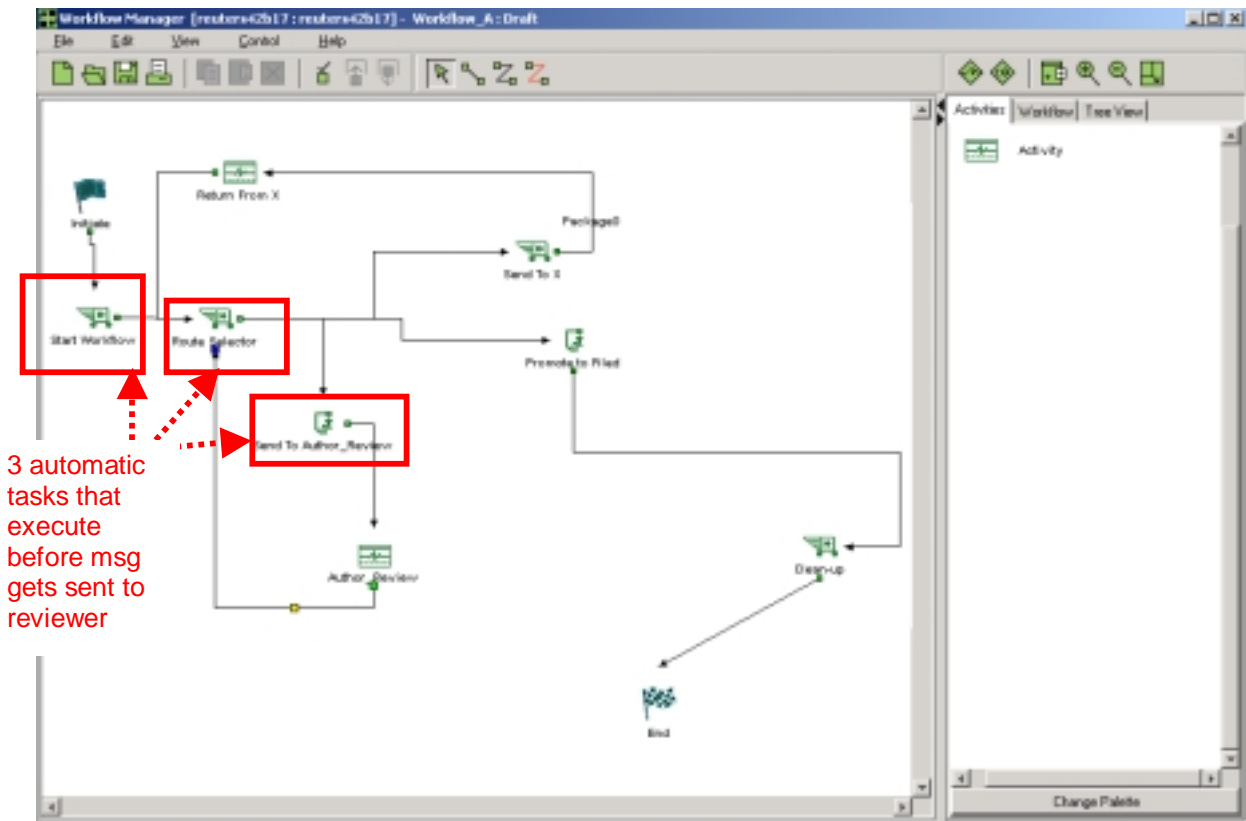 Workflow Manager [reuters42b17 : reuters42b17] - Workflow_A : Draft
File Edit View Control Help
Activities Workflow Tree View
Activity
Return From X
Initiate
Package0
Send To X
Start Workflow
Route Selector
Promote to Filed
Send To Author_Review
3 automatic
tasks that
execute
before msg
gets sent to
reviewer
Author_Review
Clean-up
End
Change Palette